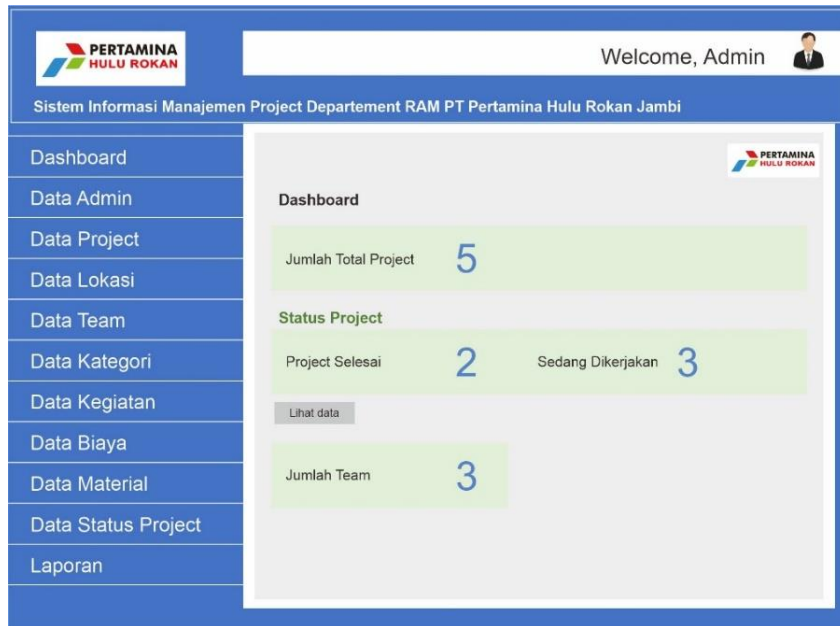 PERTAMINA
HULU ROKAN
Welcome, Admin
Sistem Informasi Manajemen Project Departement RAM PT Pertamina Hulu Rokan Jambi
Dashboard
Data Admin
Data Project
Data Lokasi
Data Team
Data Kategori
Data Kegiatan
Data Biaya
Data Material
Data Status Project
Laporan
PERTAMINA
HULU ROKAN
Dashboard
Jumlah Total Project 5
Status Project
Project Selesai 2 Sedang Dikerjakan 3
Lihat data
Jumlah Team 3